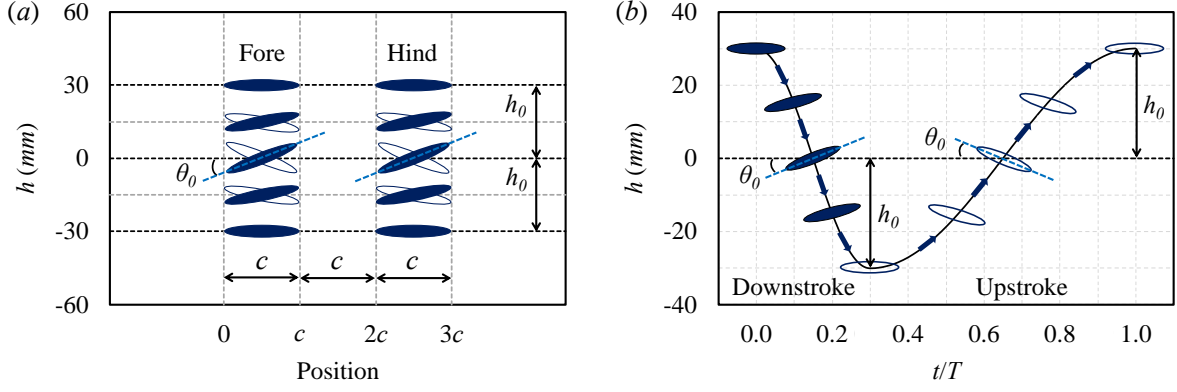 (a)
60
30
0
-30
-60
h (mm)
Fore
Hind
h0
h0
θ0
c
c
c
0
c
2c
3c
Position
(b)
40
20
0
-20
-40
h (mm)
θ0
h0
θ0
h0
Downstroke
Upstroke
0.0
0.2
0.4
0.6
0.8
1.0
t/T